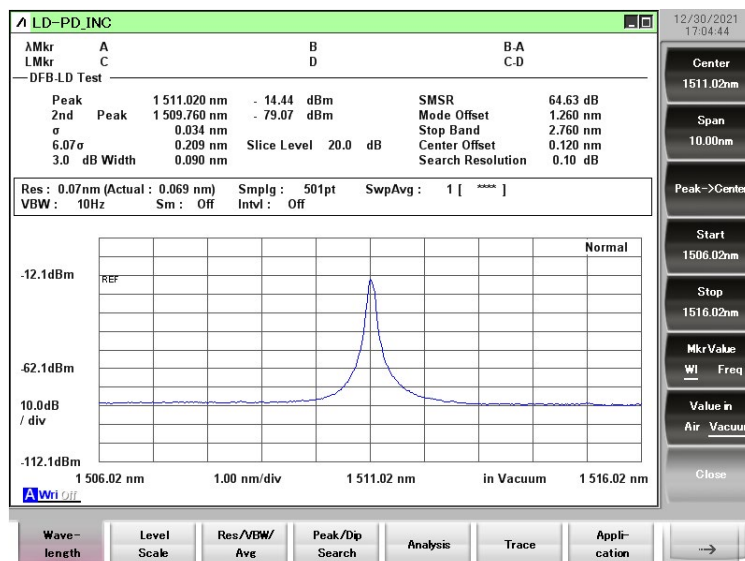 LD-PD_INC
12/30/2021
17:04:44
λMkr A B B-A
LMkr C D C-D
DFB-LD Test
Peak 1 511.020 nm - 14.44 dBm SMSR 64.63 dB
2nd Peak 1 509.760 nm - 79.07 dBm Mode Offset 1.260 nm
σ 0.034 nm Stop Band 2.760 nm
6.07σ 0.209 nm Slice Level 20.0 dB Center Offset 0.120 nm
3.0 dB Width 0.090 nm Search Resolution 0.10 dB
Res : 0.07nm (Actual : 0.069 nm) Smplg : 501pt SwpAvg : 1 [ **** ]
VBW : 10Hz Sm : Off Intvl : Off
Normal
-12.1dBm
REF
-62.1dBm
10.0dB
/ div
-112.1dBm
1 506.02 nm 1.00 nm/div 1 511.02 nm in Vacuum 1 516.02 nm
A Wri Off
Center
1511.02nm
Span
10.00nm
Peak->Center
Start
1506.02nm
Stop
1516.02nm
MkrValue
Wl Freq
Value in
Air Vacuum
Close
Wave-
length
Level
Scale
Res/VBW/
Avg
Peak/Dip
Search
Analysis
Trace
Appli-
cation